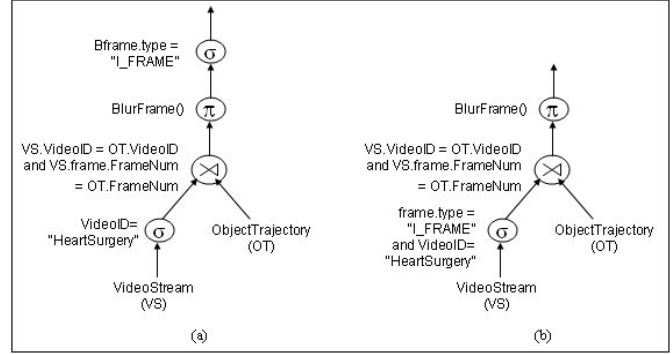 Bframe.type =
"I_FRAME"
σ
BlurFrame()
π
VS.VideoID = OT.VideoID
and VS.frame.FrameNum
= OT.FrameNum
⋈
VideoID=
"HeartSurgery"
σ
ObjectTrajectory
(OT)
VideoStream
(VS)
(a)
BlurFrame()
π
VS.VideoID = OT.VideoID
and VS.frame.FrameNum
= OT.FrameNum
⋈
frame.type =
"I_FRAME"
and VideoID=
"HeartSurgery"
σ
ObjectTrajectory
(OT)
VideoStream
(VS)
(b)